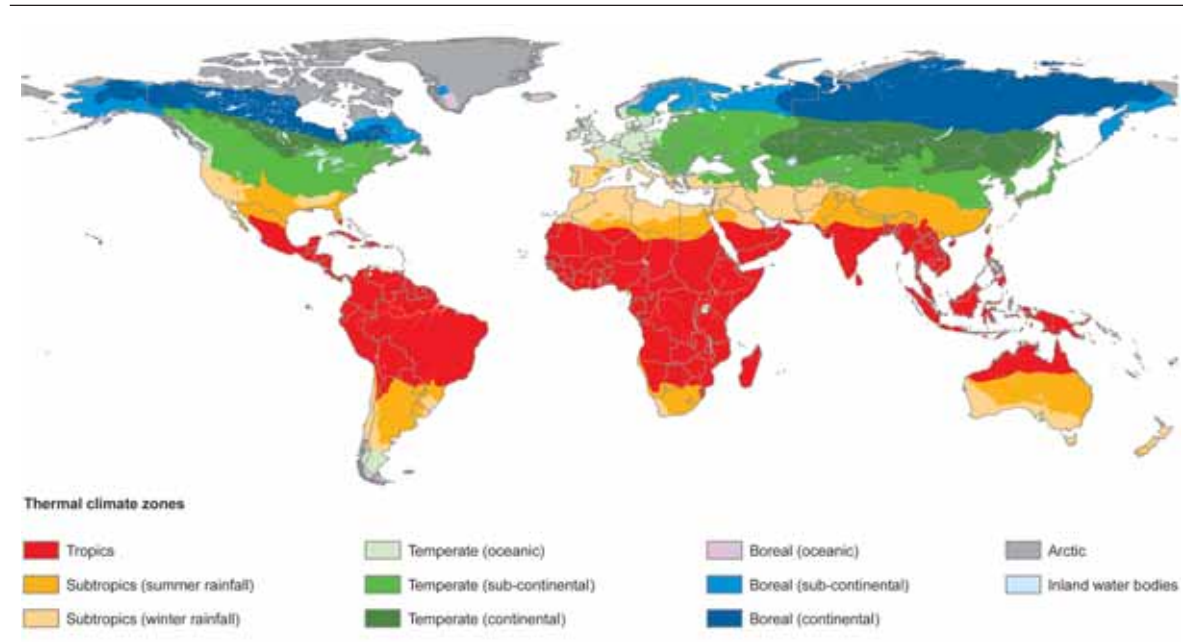 Thermal climate zones
Tropics
Temperate (oceanic)
Boreal (oceanic)
Arctic
Subtropics (summer rainfall)
Temperate (sub-continental)
Boreal (sub-continental)
Inland water bodies
Subtropics (winter rainfall)
Temperate (continental)
Boreal (continental)